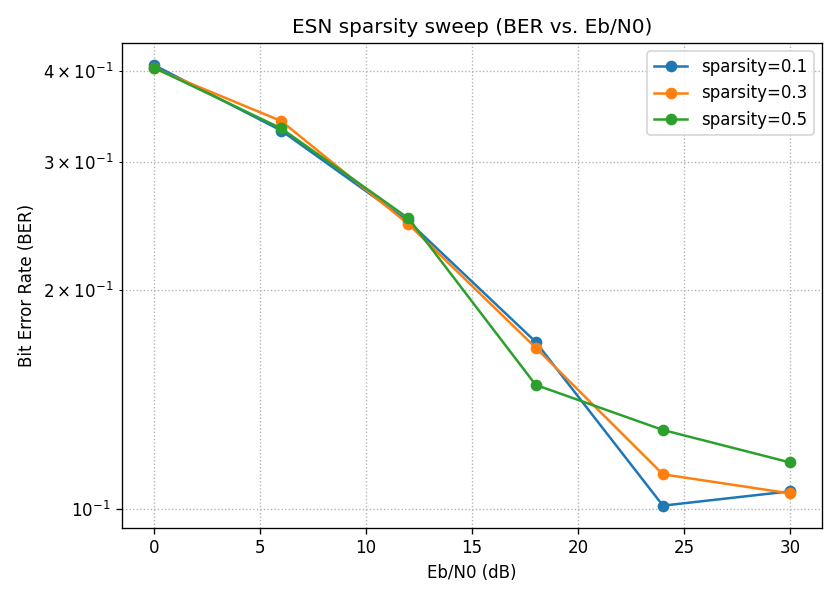 ESN sparsity sweep (BER vs. Eb/N0)
sparsity=0.1
sparsity=0.3
sparsity=0.5
Bit Error Rate (BER)
4 × 10⁻¹
3 × 10⁻¹
2 × 10⁻¹
10⁻¹
0 5 10 15 20 25 30
Eb/N0 (dB)